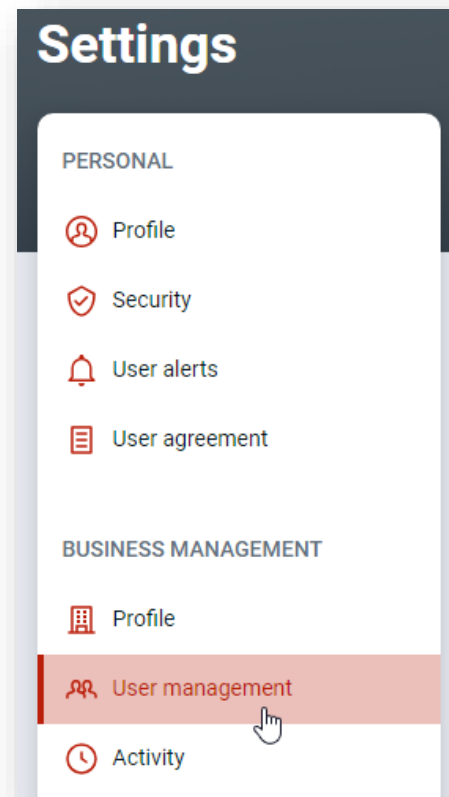 Settings
PERSONAL
Profile
Security
User alerts
User agreement
BUSINESS MANAGEMENT
Profile
User management
Activity